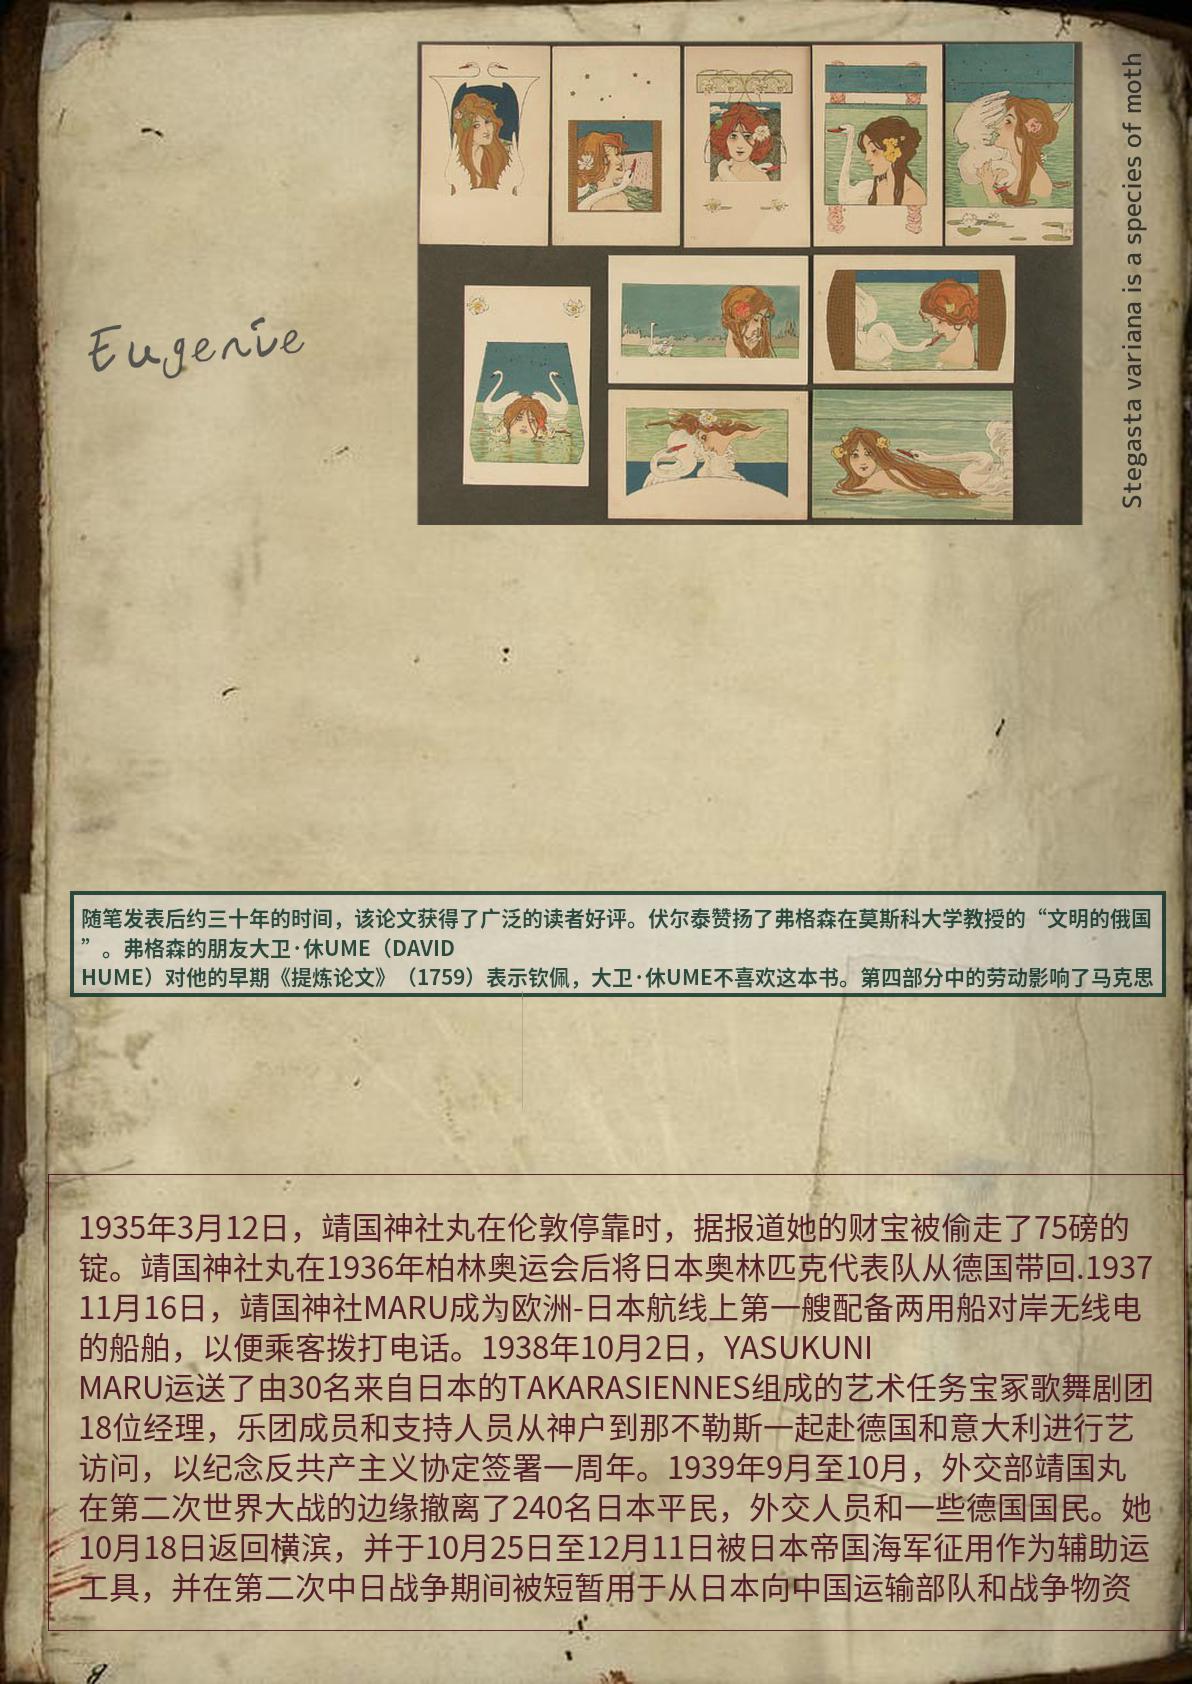 Stegasta variana is a species of moth
Eugenie
随笔发表后约三十年的时间，该论文获得了广泛的读者好评。伏尔泰赞扬了弗格森在莫斯科大学教授的“文明的俄国
”。弗格森的朋友大卫·休UME（DAVID
HUME）对他的早期《提炼论文》（1759）表示钦佩，大卫·休UME不喜欢这本书。第四部分中的劳动影响了马克思
1935年3月12日，靖国神社丸在伦敦停靠时，据报道她的财宝被偷走了75磅的
锭。靖国神社丸在1936年柏林奥运会后将日本奥林匹克代表队从德国带回.1937
11月16日，靖国神社MARU成为欧洲-日本航线上第一艘配备两用船对岸无线电
的船舶，以便乘客拨打电话。1938年10月2日，YASUKUNI
MARU运送了由30名来自日本的TAKARASIENNES组成的艺术任务宝冢歌舞剧团
18位经理，乐团成员和支持人员从神户到那不勒斯一起赴德国和意大利进行艺
访问，以纪念反共产主义协定签署一周年。1939年9月至10月，外交部靖国丸
在第二次世界大战的边缘撤离了240名日本平民，外交人员和一些德国国民。她
10月18日返回横滨，并于10月25日至12月11日被日本帝国海军征用作为辅助运
工具，并在第二次中日战争期间被短暂用于从日本向中国运输部队和战争物资